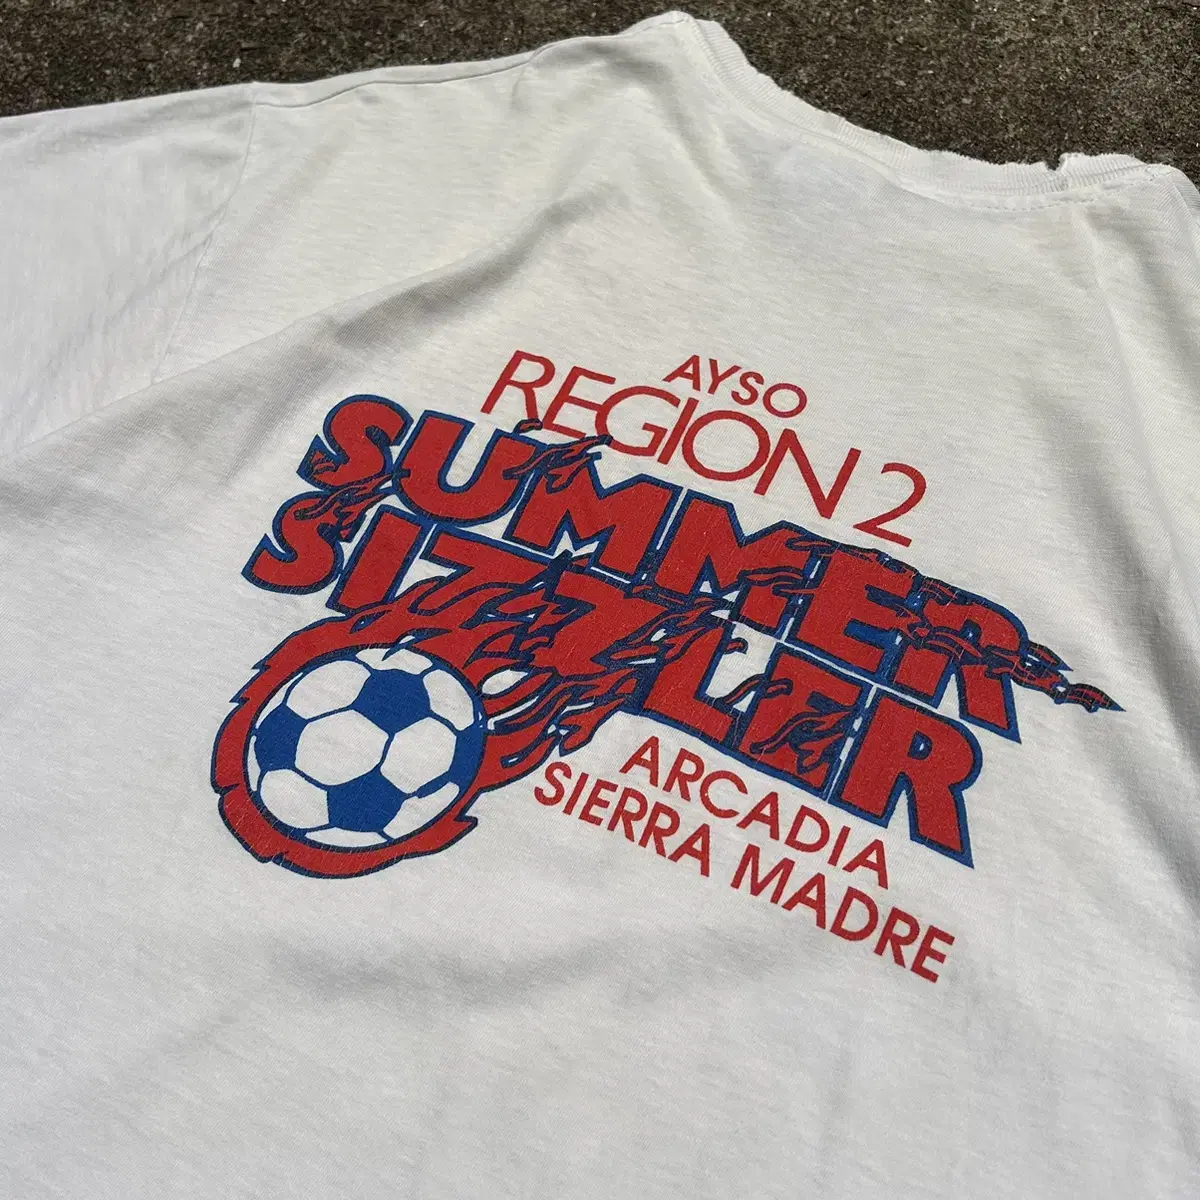 AYSO
REGION 2
SUMMER
SIZZLER
ARCADIA
SIERRA MADRE